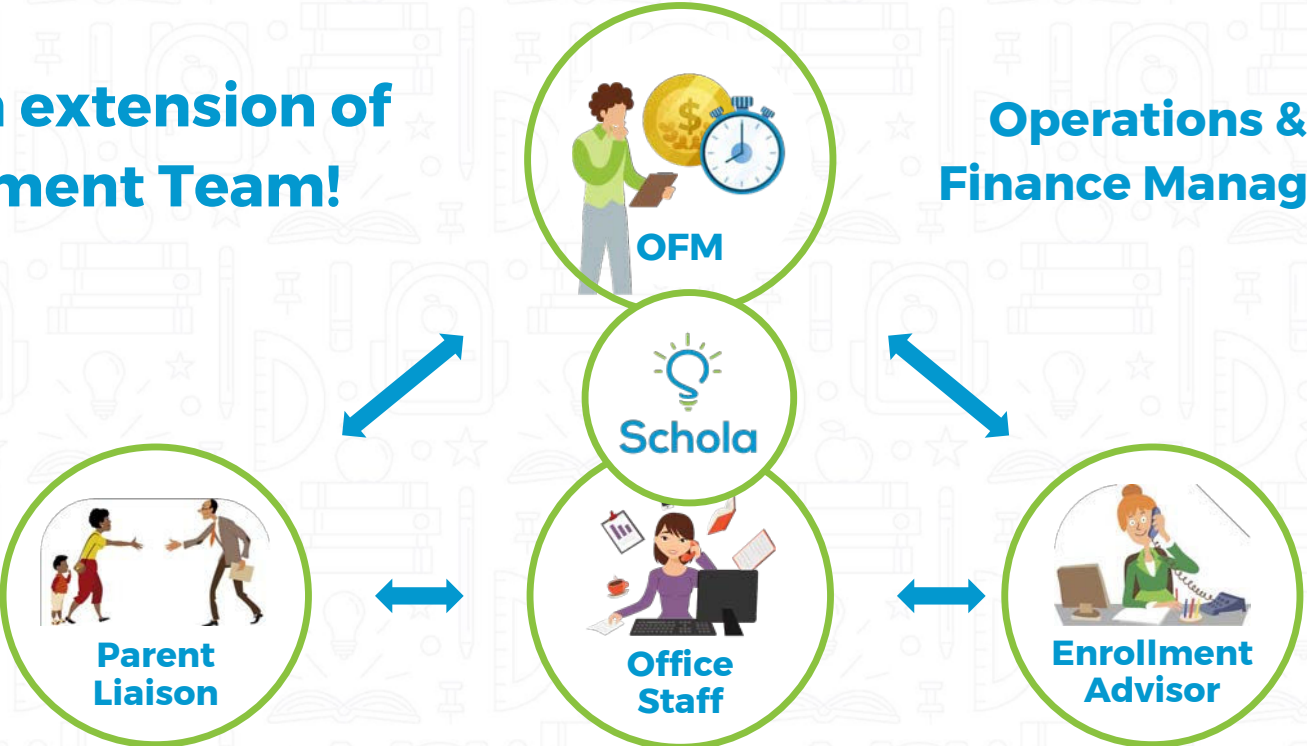 extension of
ment Team!
Operations &
Finance Manag
OFM
Schola
Parent
Liaison
Office
Staff
Enrollment
Advisor